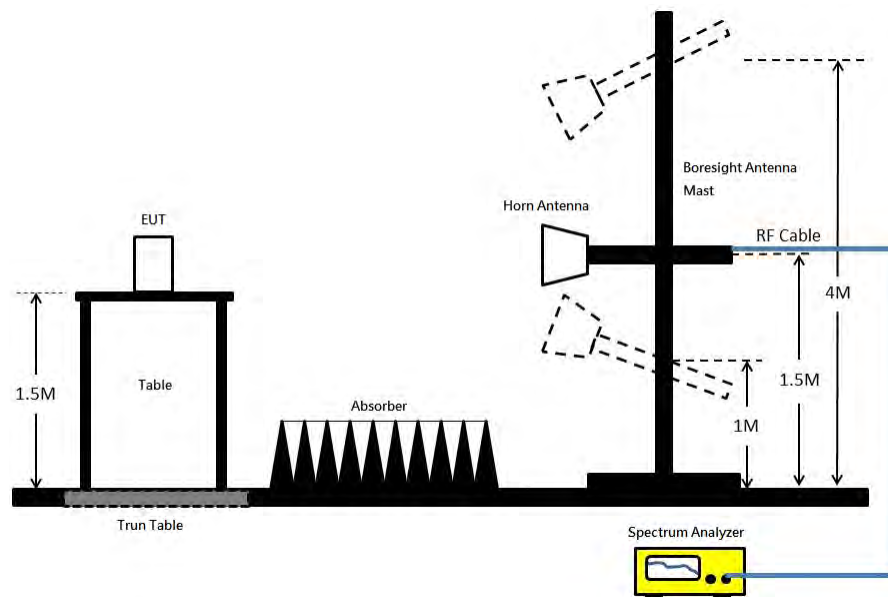 Boresight Antenna
Mast
Horn Antenna
EUT
RF Cable
4M
1.5M
Table
1.5M
Absorber
1M
Trun Table
Spectrum Analyzer